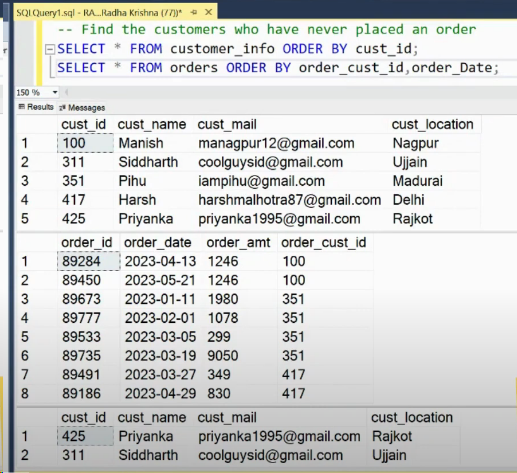 SQLQuery1.sql - RA...Radha Krishna (77))*
-- Find the customers who have never placed an order
SELECT * FROM customer_info ORDER BY cust_id;
SELECT * FROM orders ORDER BY order_cust_id,order_Date;
150 %
Results Messages
cust_id cust_name cust_mail cust_location
1 100 Manish managpur12@gmail.com Nagpur
2 311 Siddharth coolguysid@gmail.com Ujjain
3 351 Pihu iampihu@gmail.com Madurai
4 417 Harsh harshmalhotra87@gmail.com Delhi
5 425 Priyanka priyanka1995@gmail.com Rajkot
order_id order_date order_amt order_cust_id
1 89284 2023-04-13 1246 100
2 89450 2023-05-21 1246 100
3 89673 2023-01-11 1980 351
4 89777 2023-02-01 1078 351
5 89533 2023-03-05 299 351
6 89735 2023-03-19 9050 351
7 89491 2023-03-27 349 417
8 89186 2023-04-29 830 417
cust_id cust_name cust_mail cust_location
1 425 Priyanka priyanka1995@gmail.com Rajkot
2 311 Siddharth coolguysid@gmail.com Ujjain